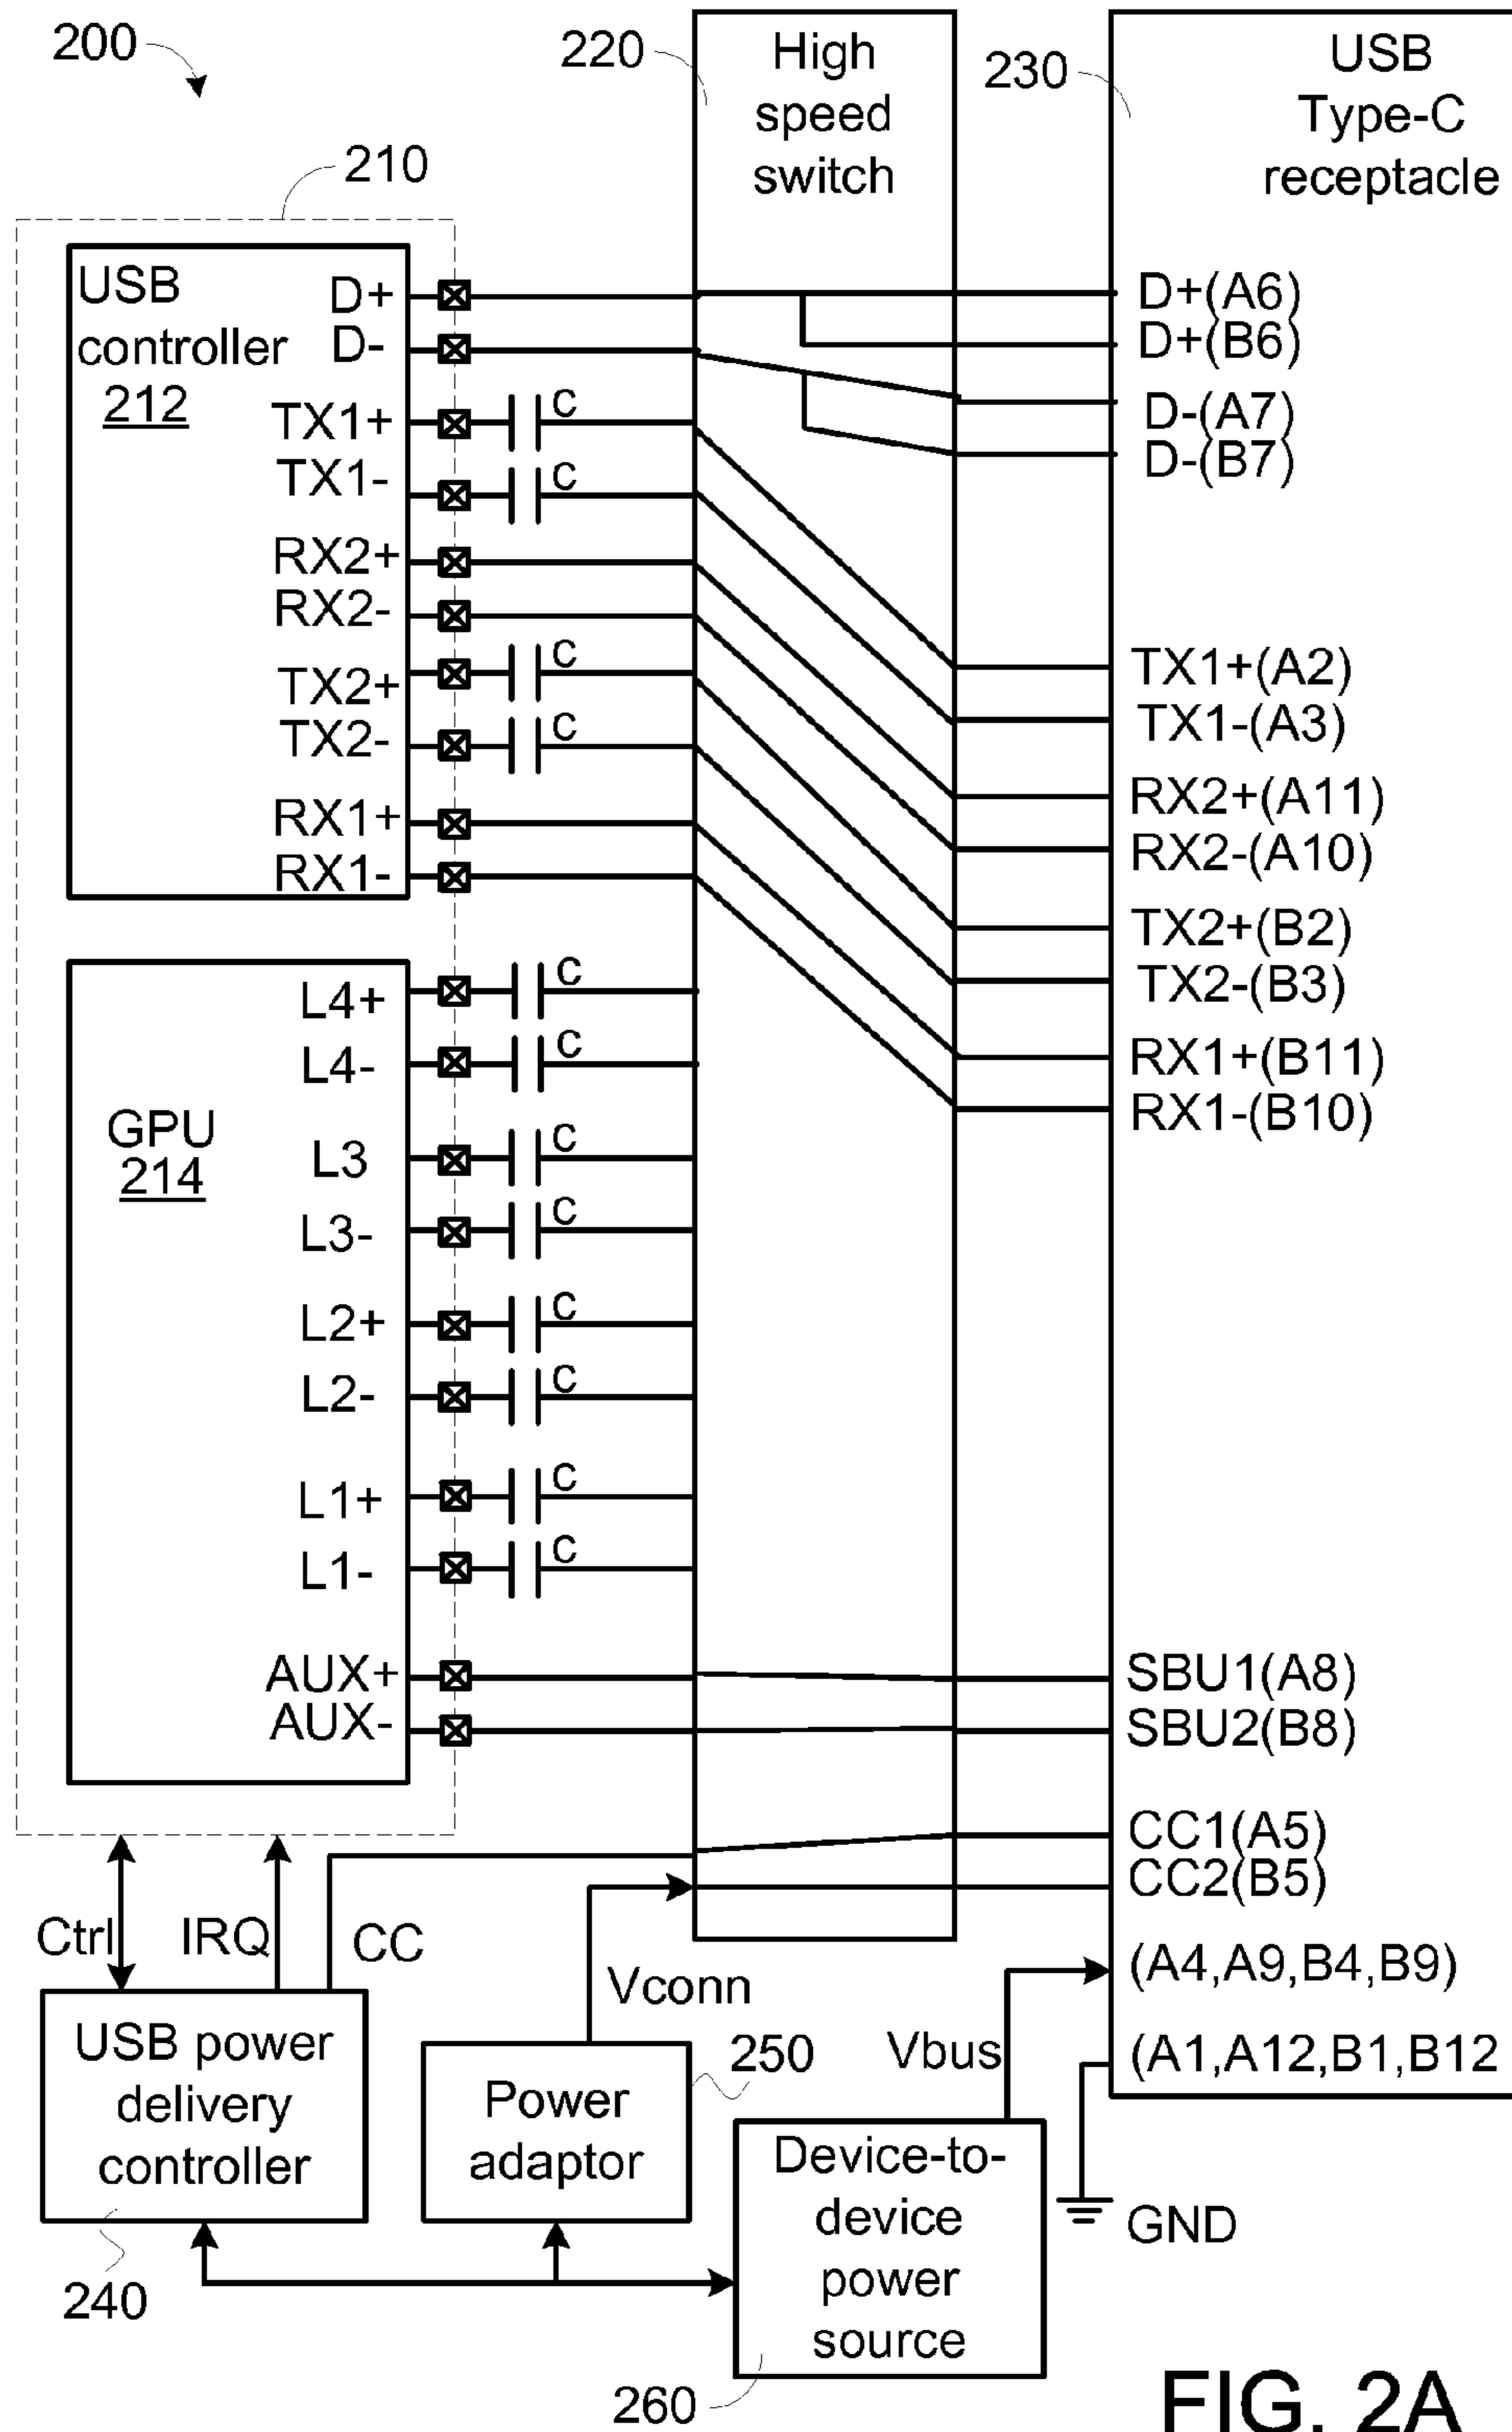 200
220
High
speed
switch
230
USB
Type-C
receptacle
210
USB
controller
212
D+
D-
TX1+
TX1-
RX2+
RX2-
TX2+
TX2-
RX1+
RX1-
C
C
C
C
D+(A6)
D+(B6)
D-(A7)
D-(B7)
TX1+(A2)
TX1-(A3)
RX2+(A11)
RX2-(A10)
TX2+(B2)
TX2-(B3)
RX1+(B11)
RX1-(B10)
GPU
214
L4+
L4-
L3
L3-
L2+
L2-
L1+
L1-
AUX+
AUX-
C
C
C
C
C
C
C
C
SBU1(A8)
SBU2(B8)
CC1(A5)
CC2(B5)
(A4,A9,B4,B9)
(A1,A12,B1,B12
Ctrl
IRQ
CC
Vconn
Vbus
USB power
delivery
controller
240
Power
adaptor
250
Device-to-
device
power
source
260
GND
FIG. 2A